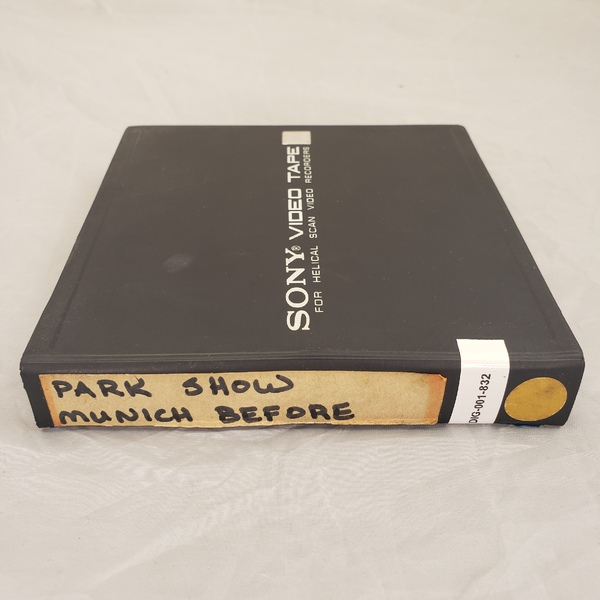 SONY® VIDEO TAPE
FOR HELICAL SCAN VIDEO RECORDERS
PARK SHOW
MUNICH BEFORE
DIG-001-832